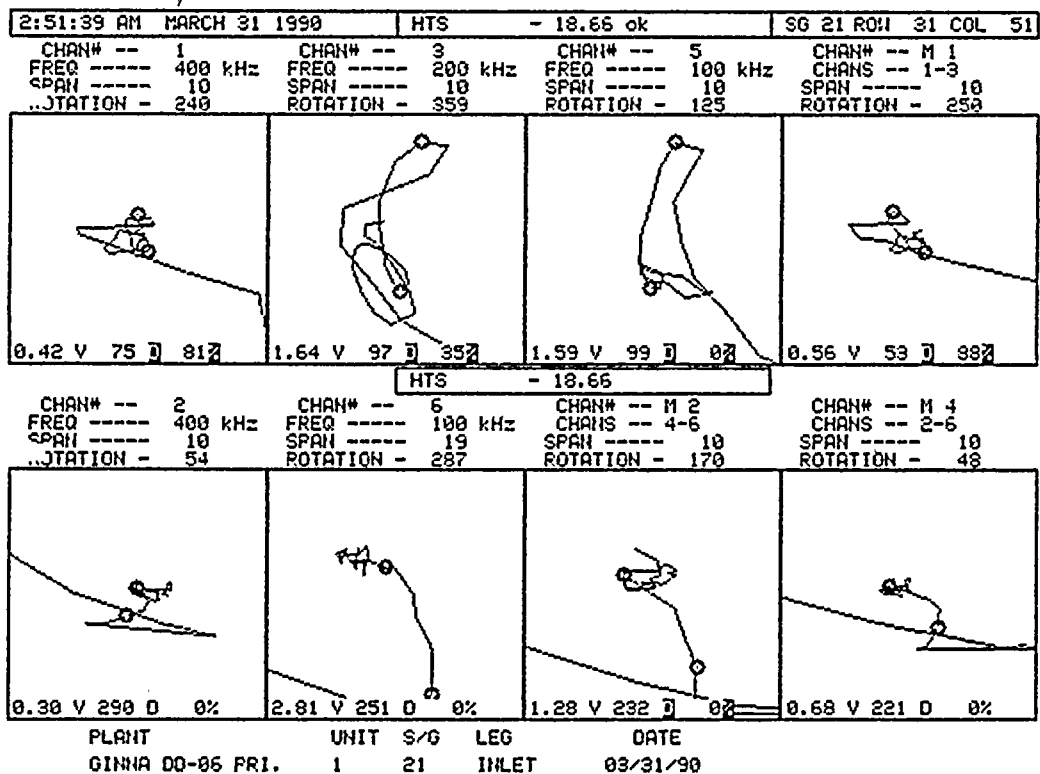 2:51:39 AM MARCH 31 1990 HTS - 18.66 ok SG 21 ROW 31 COL 51
CHAN# -- 1 CHAN# -- 3 CHAN# -- 5 CHAN# -- M 1
FREQ ----- 400 kHz FREQ ----- 200 kHz FREQ ----- 100 kHz CHANS -- 1-3
SPAN ----- 10 SPAN ----- 10 SPAN ----- 10 SPAN ----- 10
..OTATION - 240 ROTATION - 359 ROTATION - 125 ROTATION - 250
0.42 V 75 D 81% 1.64 V 97 D 35% 1.59 V 99 D 0% 0.56 V 53 D 88%
HTS - 18.66
CHAN# -- 2 CHAN# -- 6 CHAN# -- M 2 CHAN# -- M 4
FREQ ----- 400 kHz FREQ ----- 100 kHz CHANS -- 4-6 CHANS -- 2-6
SPAN ----- 10 SPAN ----- 19 SPAN ----- 10 SPAN ----- 10
..OTATION - 54 ROTATION - 287 ROTATION - 170 ROTATION - 48
0.30 V 290 D 0% 2.81 V 251 D 0% 1.28 V 232 D 0% 0.68 V 221 D 0%
PLANT UNIT S/G LEG DATE
GINNA DD-06 PRI. 1 21 INLET 03/31/90